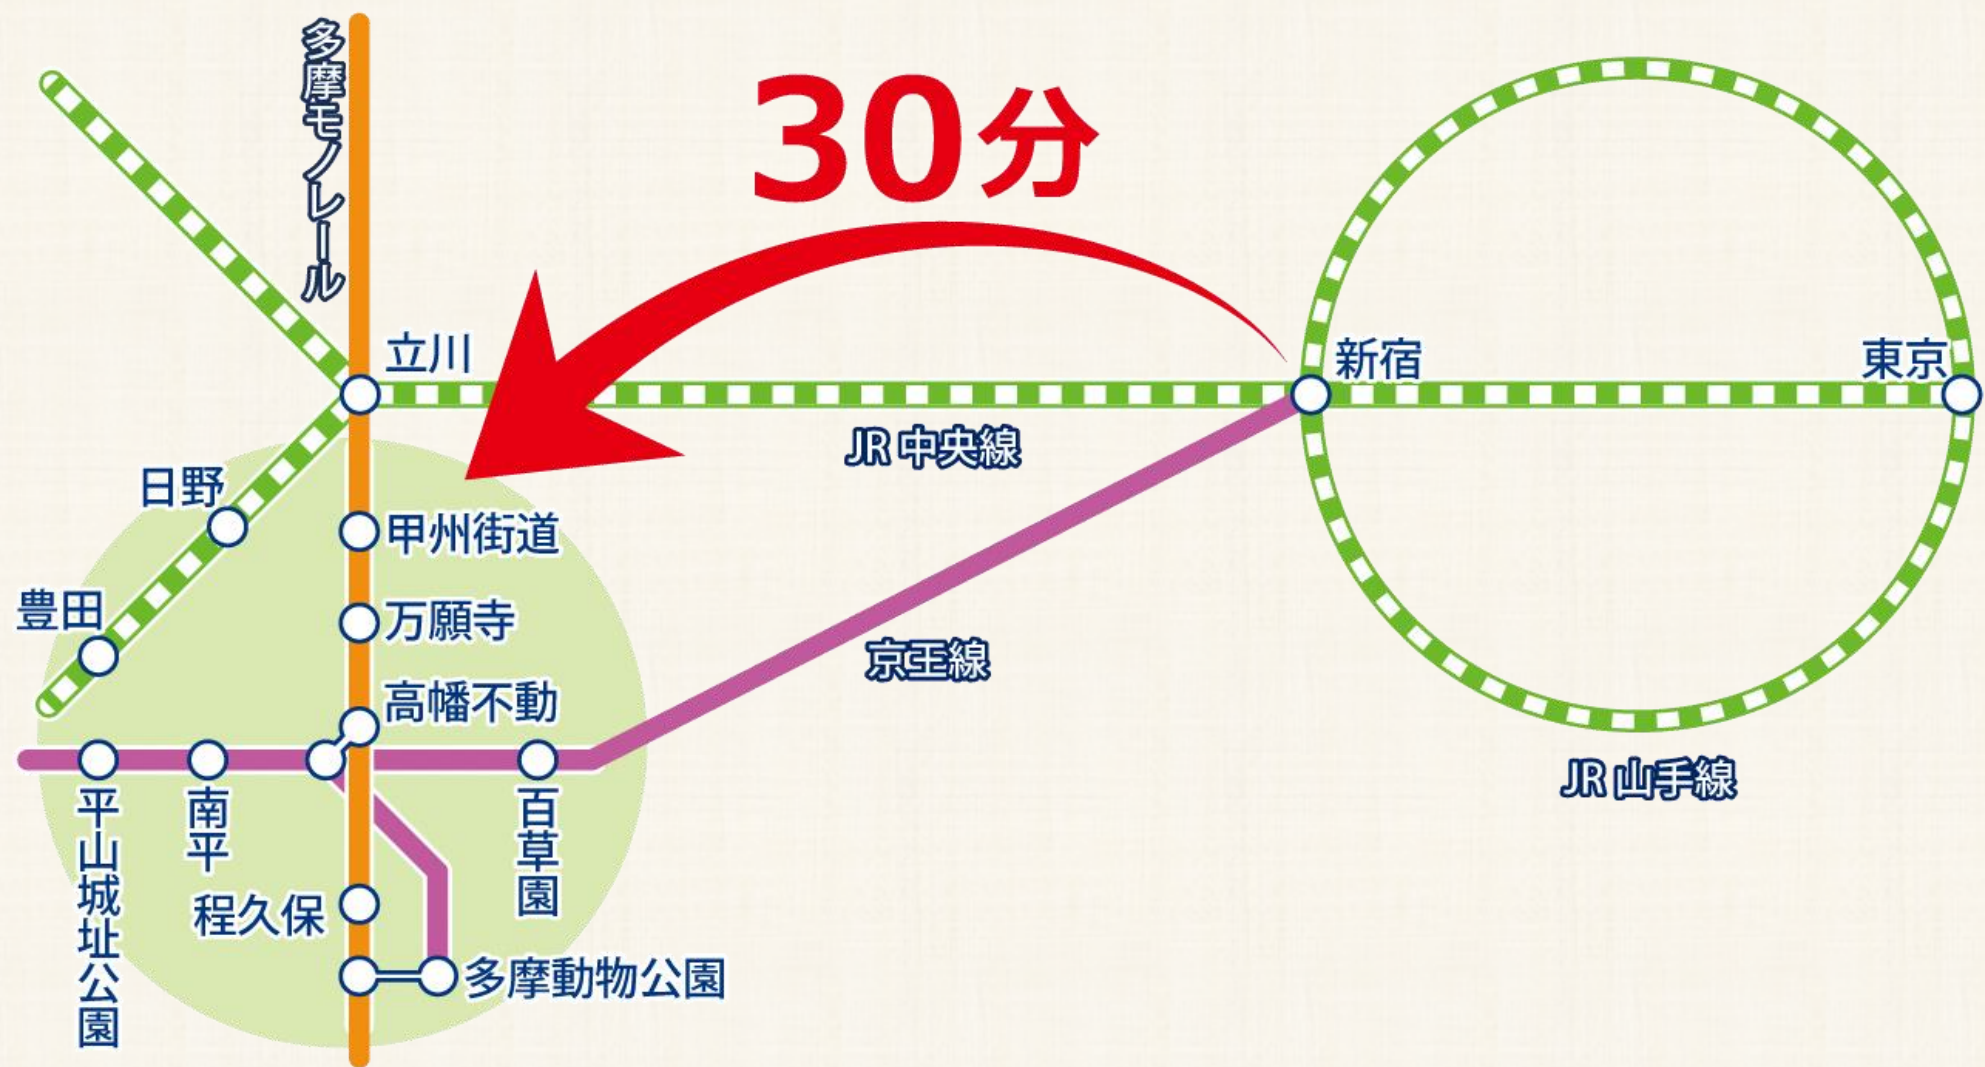 多摩モノレール
30分
立川
新宿
東京
JR 中央線
日野
甲州街道
豊田
万願寺
京王線
高幡不動
JR 山手線
平山城址公園
南平
百草園
程久保
多摩動物公園